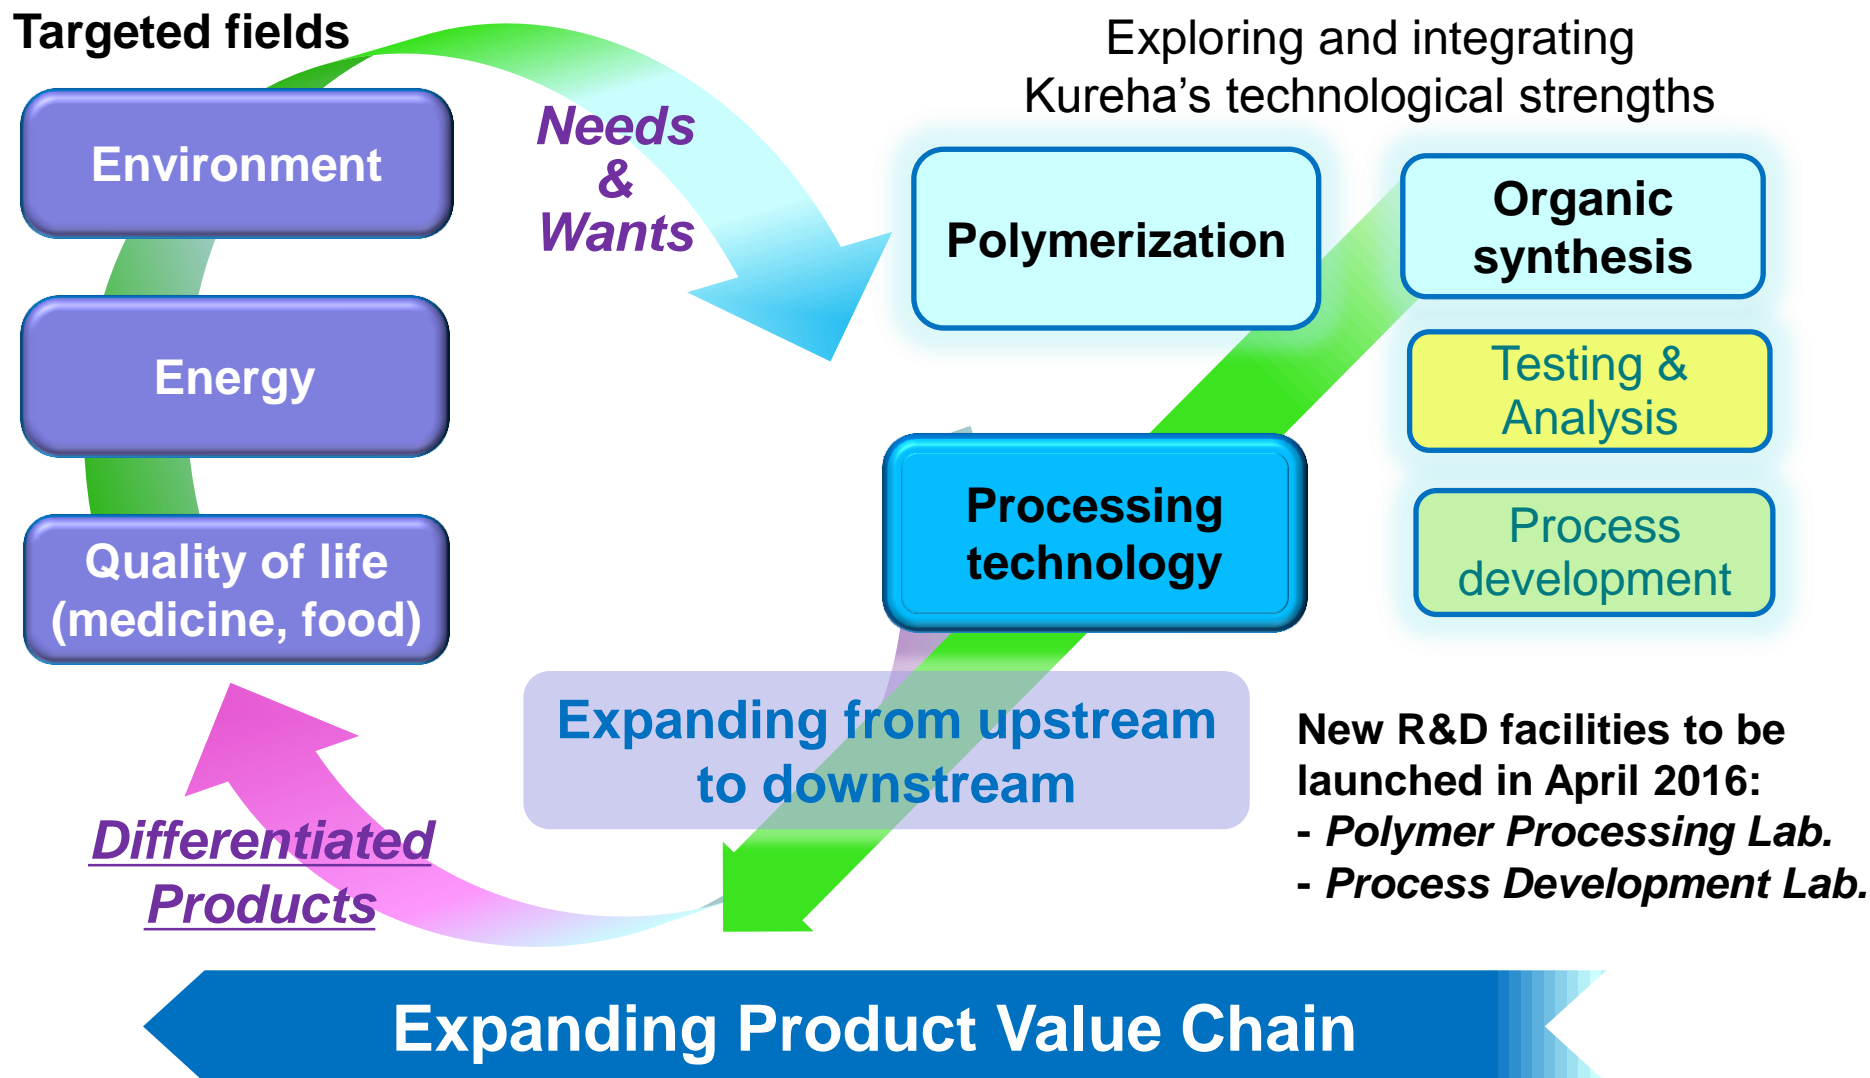 Targeted fields
Environment
Energy
Quality of life
(medicine, food)
Needs
&
Wants
Exploring and integrating
Kureha's technological strengths
Polymerization
Organic
synthesis
Testing &
Analysis
Process
development
Processing
technology
Expanding from upstream
to downstream
Differentiated
Products
New R&D facilities to be
launched in April 2016:
- Polymer Processing Lab.
- Process Development Lab.
Expanding Product Value Chain